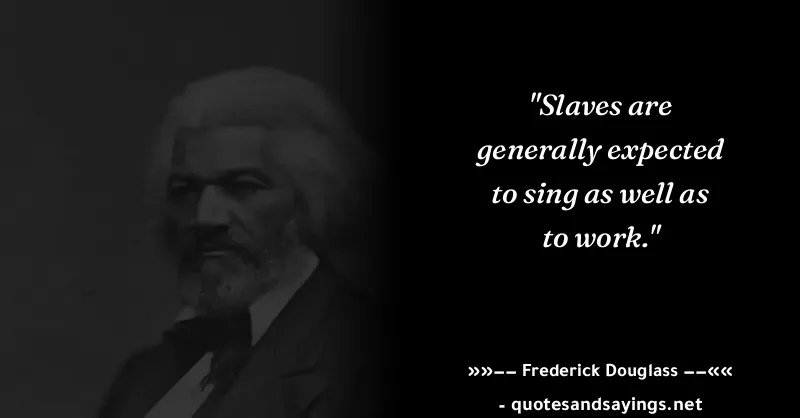 "Slaves are
generally expected
to sing as well as
to work."
»»—— Frederick Douglass ——««
- quotesandsayings.net